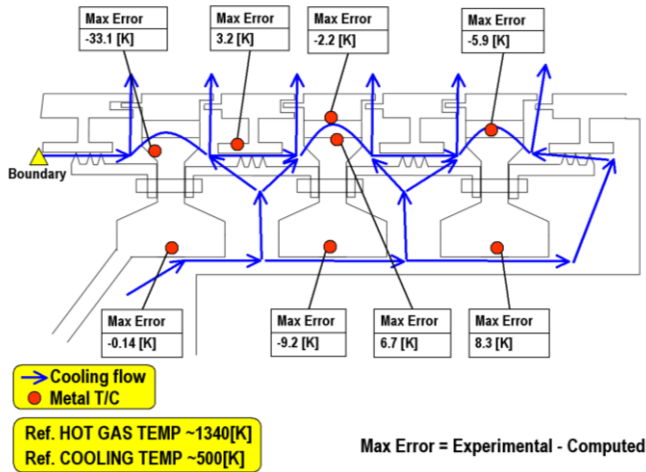 Max Error
-33.1 [K]
Max Error
3.2 [K]
Max Error
-2.2 [K]
Max Error
-5.9 [K]
Boundary
Max Error
-0.14 [K]
Max Error
-9.2 [K]
Max Error
6.7 [K]
Max Error
8.3 [K]
Cooling flow
Metal T/C
Ref. HOT GAS TEMP ~1340[K]
Ref. COOLING TEMP ~500[K]
Max Error = Experimental - Computed